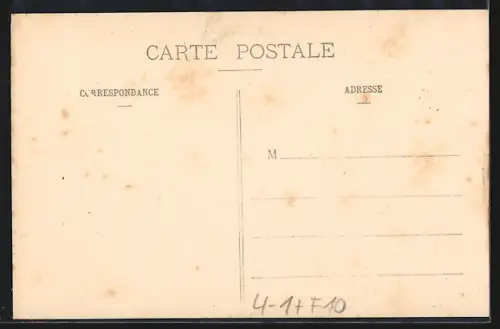 CARTE POSTALE
CORRESPONDANCE
ADRESSE
M
4-1+F10